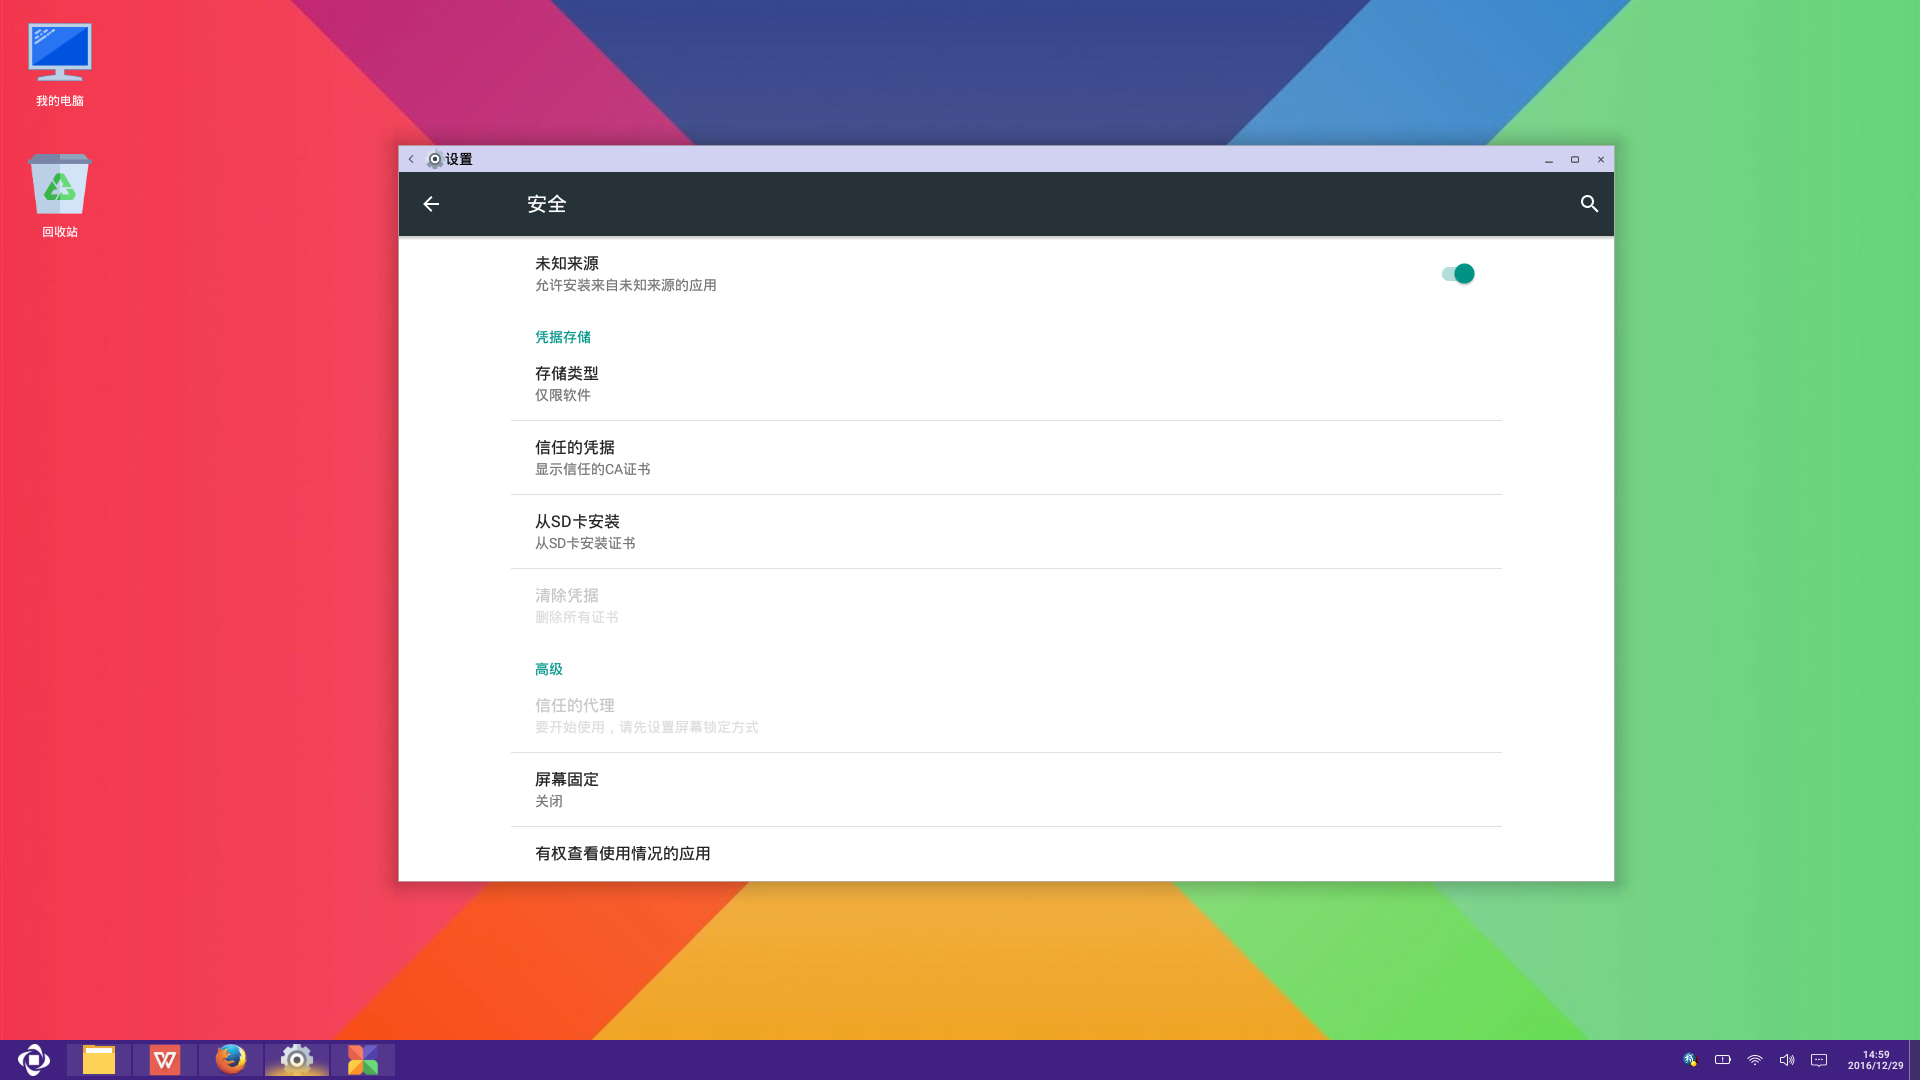 我的电脑
回收站
设置
安全
未知来源
允许安装来自未知来源的应用
凭据存储
存储类型
仅限软件
信任的凭据
显示信任的CA证书
从SD卡安装
从SD卡安装证书
清除凭据
删除所有证书
高级
信任的代理
要开始使用，请先设置屏幕锁定方式
屏幕固定
关闭
有权查看使用情况的应用
W
14:59
2016/12/29